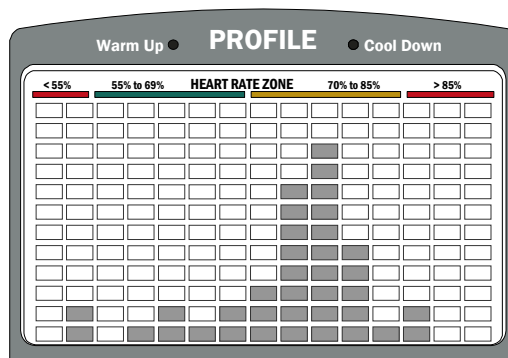 Warm Up PROFILE Cool Down
< 55% 55% to 69% HEART RATE ZONE 70% to 85% > 85%